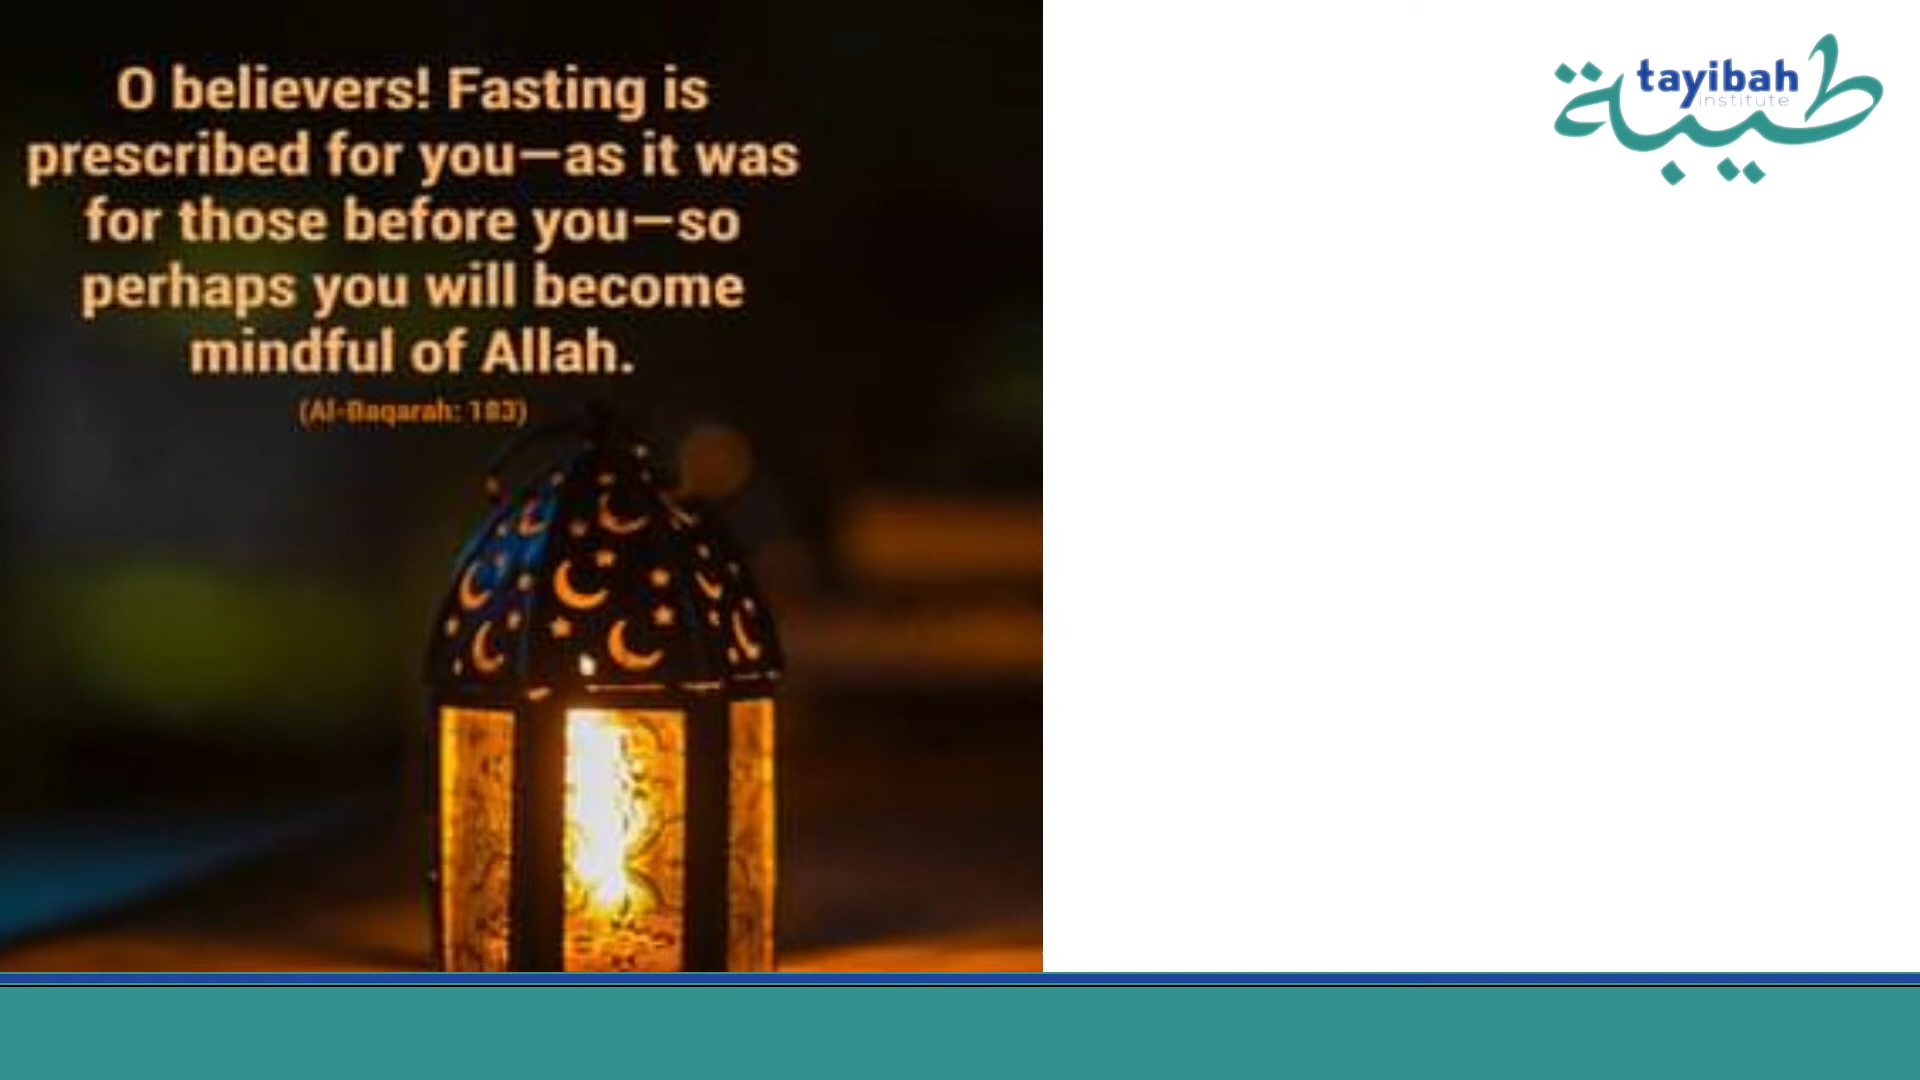 O believers! Fasting is
prescribed for you—as it was
for those before you—so
perhaps you will become
mindful of Allah.
(Al-Baqarah: 183)
طيبة
tayibah
institute